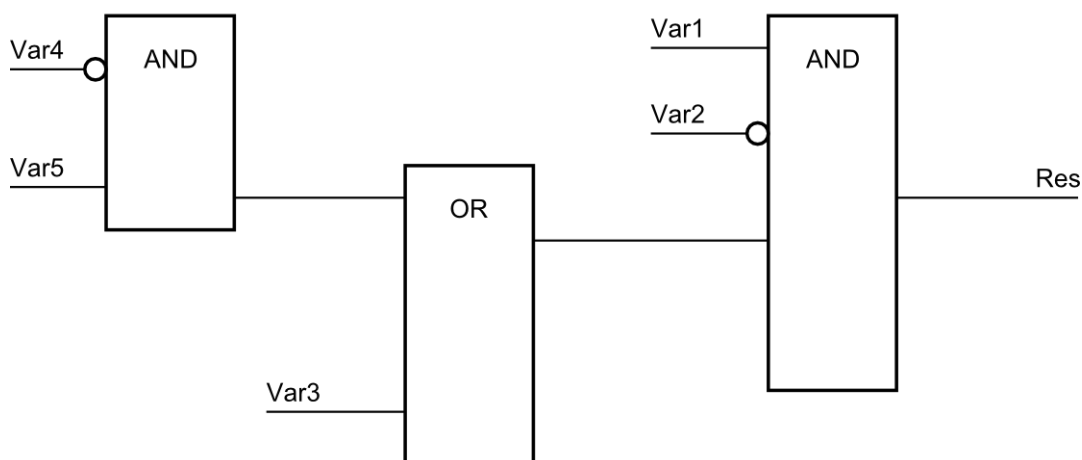 Var4
AND
Var5
OR
Var3
Var1
AND
Var2
Res